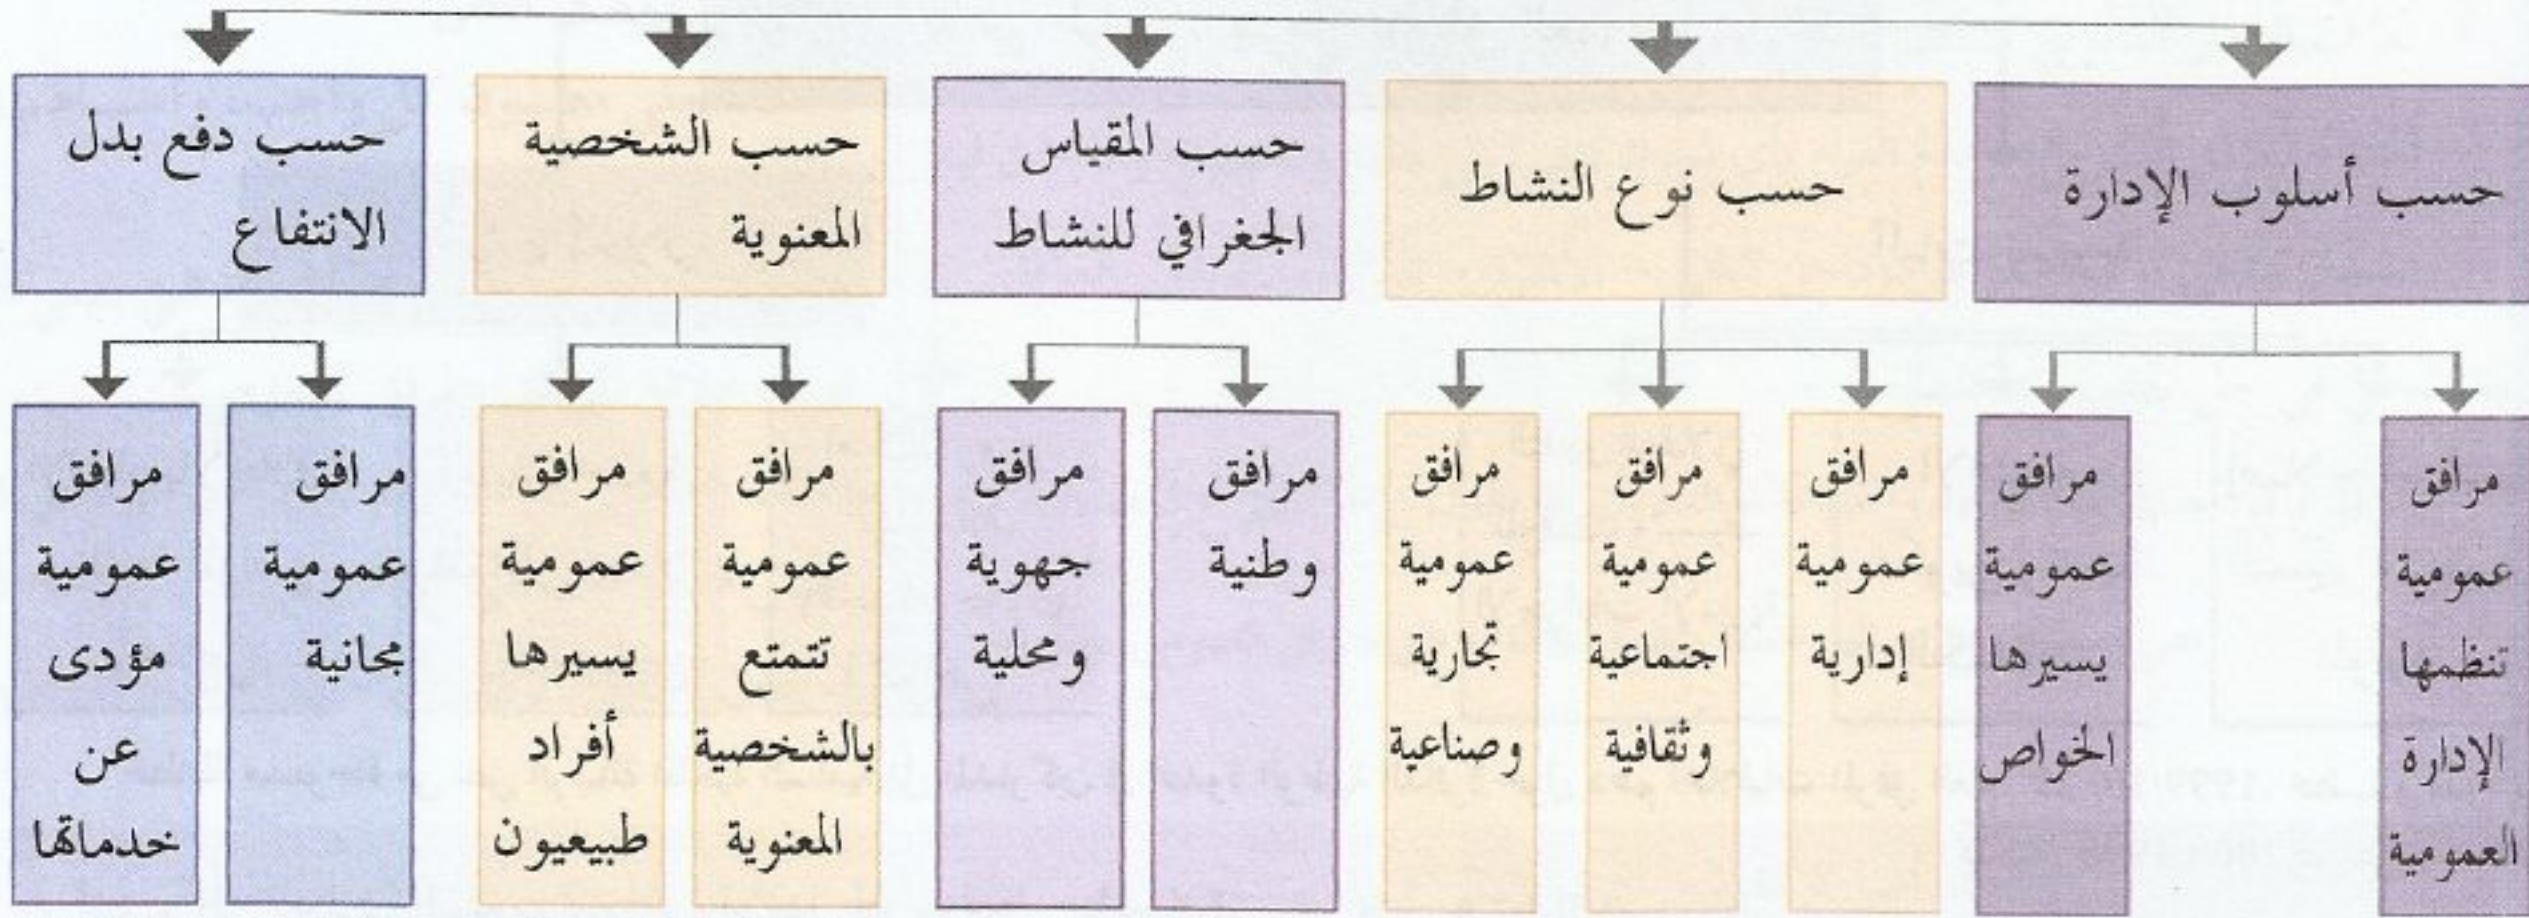 حسب أسلوب الإدارة
حسب نوع النشاط
حسب المقياس
الجغرافي للنشاط
حسب الشخصية
المعنوية
حسب دفع بدل
الانتفاع
مرافق
عمومية
تنظمها
الإدارة
العمومية
مرافق
عمومية
يسيرها
الخواص
مرافق
عمومية
إدارية
مرافق
عمومية
اجتماعية
وثقافية
مرافق
عمومية
تجارية
وصناعية
مرافق
وطنية
مرافق
جهوية
ومحلية
مرافق
عمومية
تتمتع
بالشخصية
المعنوية
مرافق
عمومية
يسيرها
أفراد
طبيعيون
مرافق
عمومية
مجانية
مرافق
عمومية
مؤدى
عن
خدماتها